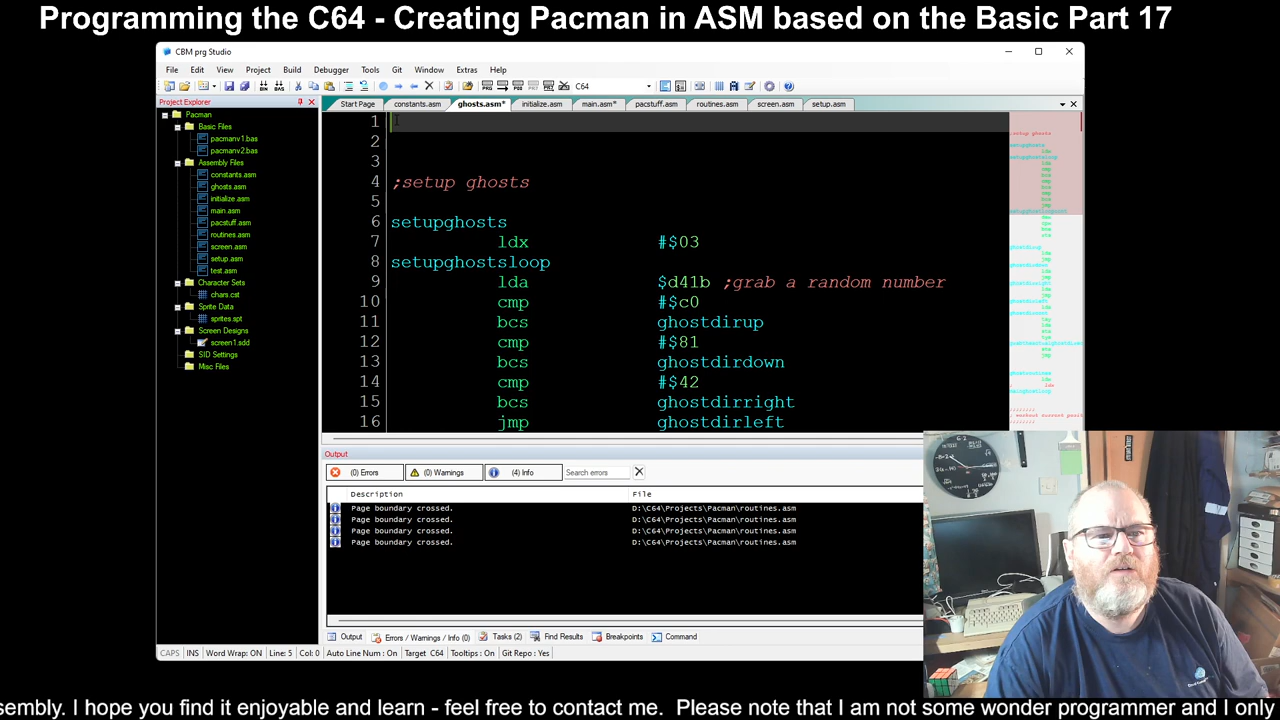 Programming the C64 - Creating Pacman in ASM based on the Basic Part 17
CBM prg Studio
File Edit View Project Build Debugger Tools Git Window Extras Help
C64
Project Explorer
Start Page constants.asm ghosts.asm* initialize.asm main.asm* pacstuff.asm routines.asm screen.asm setup.asm
Pacman
Basic Files
pacmanv1.bas
pacmanv2.bas
Assembly Files
constants.asm
ghosts.asm
initialize.asm
main.asm
pacstuff.asm
routines.asm
screen.asm
setup.asm
test.asm
Character Sets
chars.cst
Sprite Data
sprites.spt
Screen Designs
screen1.sdd
SID Settings
Misc Files
1
2
3
4 ;setup ghosts
5
6 setupghosts
7 ldx #$03
8 setupghostsloop
9 lda $d41b ;grab a random number
10 cmp #$c0
11 bcs ghostdirup
12 cmp #$81
13 bcs ghostdirdown
14 cmp #$42
15 bcs ghostdirright
16 jmp ghostdirleft
Output
(0) Errors (0) Warnings (4) Info Search errors
Description File
Page boundary crossed. D:\C64\Projects\Pacman\routines.asm
Page boundary crossed. D:\C64\Projects\Pacman\routines.asm
Page boundary crossed. D:\C64\Projects\Pacman\routines.asm
Page boundary crossed. D:\C64\Projects\Pacman\routines.asm
Output Errors / Warnings / Info (0) Tasks (2) Find Results Breakpoints Command
CAPS INS Word Wrap: ON Line: 5 Col: 0 Auto Line Num : On Tooltips : On Target C64 Git Repo : Yes
sembly. I hope you find it enjoyable and learn - feel free to contact me. Please note that I am not some wonder programmer and I only